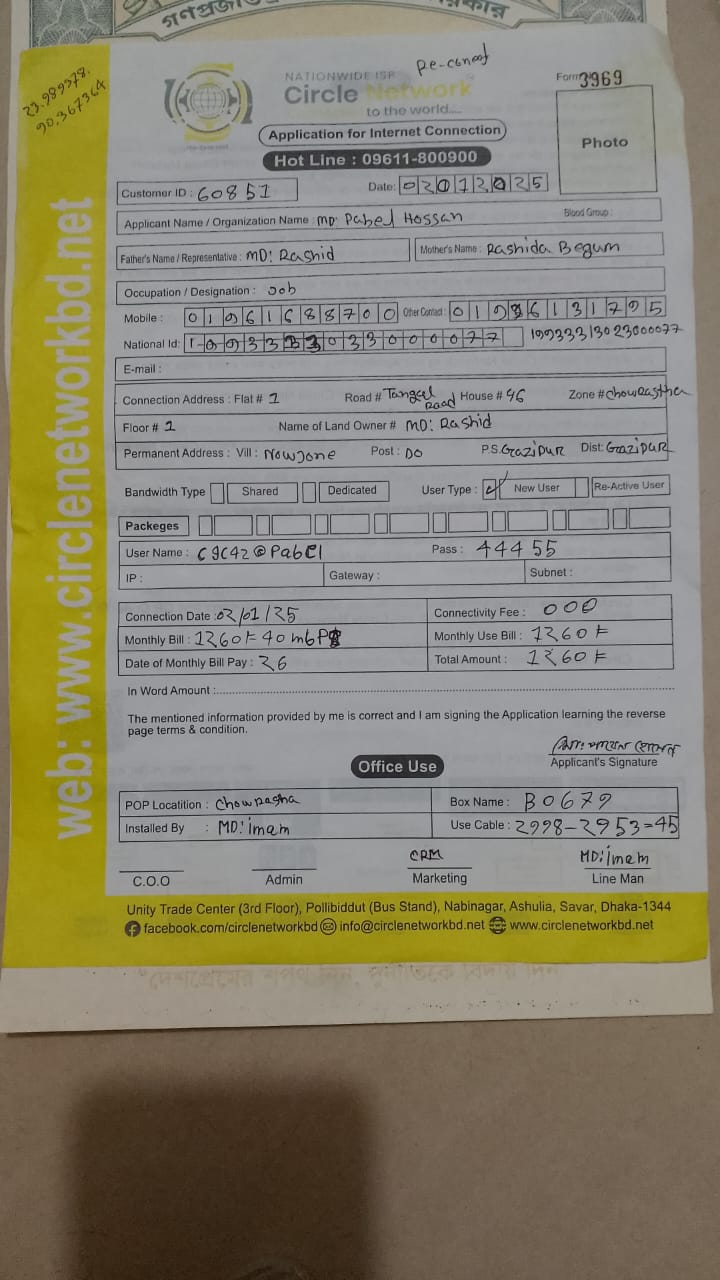 গণপ্রজাত
23.989378.
90.367364
Re-connect
NATIONWIDE ISP
Circle Network
to the world....
Form 3969
Application for Internet Connection
Hot Line : 09611-800900
Photo
Customer ID : 60851
Date: 02012025
Applicant Name / Organization Name : MD: Pabel Hossan Blood Group :
Father's Name / Representative : MD: Rashid Mother's Name : Rashida Begum
Occupation / Designation : Job
Mobile : 01961688700 Other Contact :
National Id: 19933313023000077
E-mail :
Connection Address : Flat # 1 Road # Tangail Road House # 46 Zone # Chowrastha
Floor # 1 Name of Land Owner # MD: Rashid
Permanent Address : Vill : Nowjone Post : DO P.S. Gazipur Dist: Gazipur
Bandwidth Type Shared Dedicated User Type : New User Re-Active User
Packeges
User Name : C9C42@Pabel Pass : 44455
IP : Gateway : Subnet :
Connection Date : 02/01/25 Connectivity Fee : 000
Monthly Bill : 1260৳ 40 mbps Monthly Use Bill : 1260৳
Date of Monthly Bill Pay : 26 Total Amount : 1260৳
In Word Amount :
The mentioned information provided by me is correct and I am signing the Application learning the reverse
page terms & condition.
Applicant's Signature
Office Use
POP Locatition : Chowrasha Box Name : B0679
Installed By : MD: imam Use Cable : 2998-2953=45
CRM MD: imam
C.O.O Admin Marketing Line Man
Unity Trade Center (3rd Floor), Pollibiddut (Bus Stand), Nabinagar, Ashulia, Savar, Dhaka-1344
facebook.com/circlenetworkbd info@circlenetworkbd.net www.circlenetworkbd.net
web: www.circlenetworkbd.net